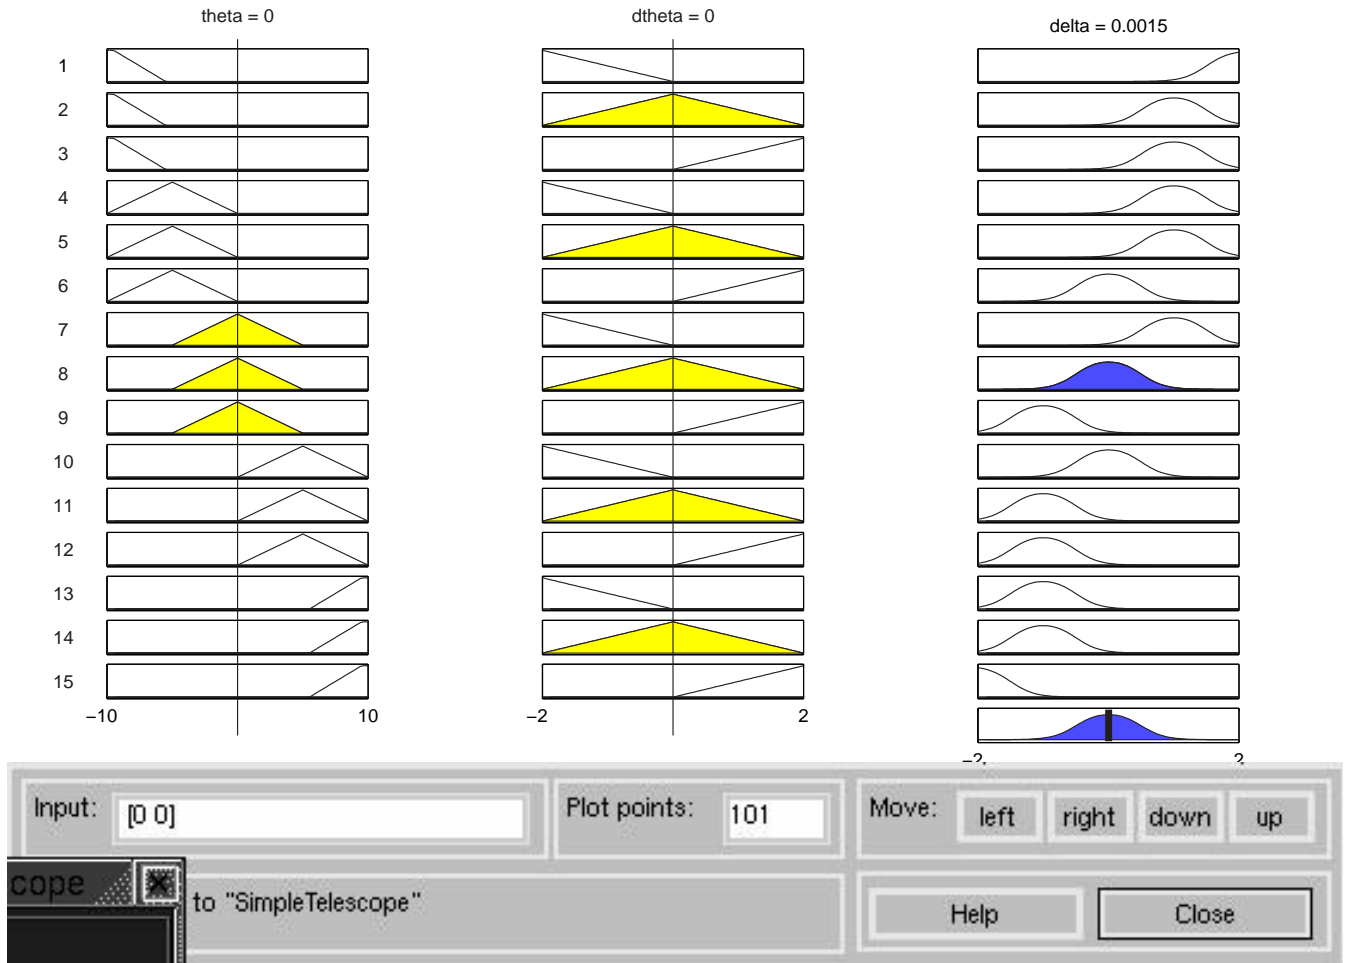 theta = 0
dtheta = 0
delta = 0.0015
1
2
3
4
5
6
7
8
9
10
11
12
13
14
15
−10
10
−2
2
−2
2
Input:
[0 0]
Plot points:
101
Move:
left
right
down
up
cope
to "SimpleTelescope"
Help
Close